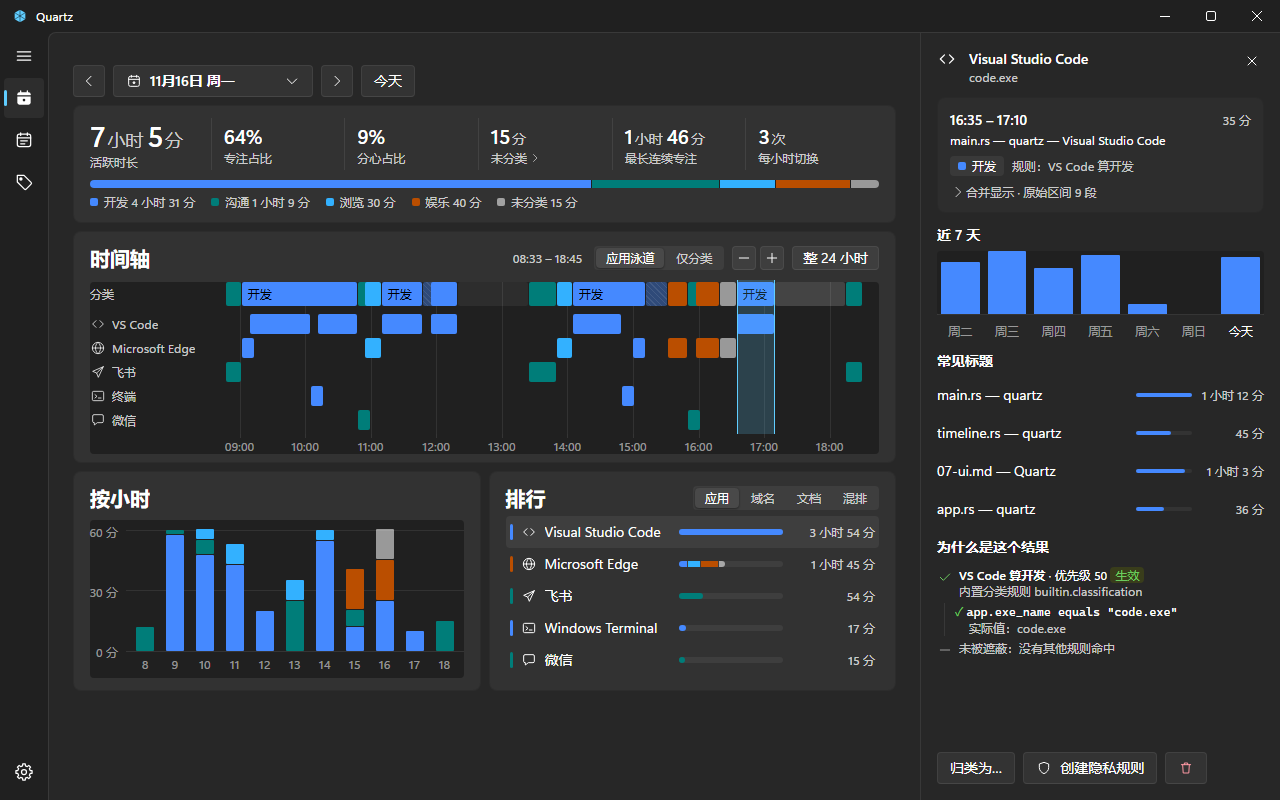 Quartz
11月16日 周一
今天
7小时 5分
活跃时长
64%
专注占比
9%
分心占比
15分
未分类
1小时 46分
最长连续专注
3次
每小时切换
开发 4 小时 31 分
沟通 1 小时 9 分
浏览 30 分
娱乐 40 分
未分类 15 分
时间轴
08:33 – 18:45
应用泳道
仅分类
整 24 小时
分类
开发
开发
开发
开发
VS Code
Microsoft Edge
飞书
终端
微信
09:00 10:00 11:00 12:00 13:00 14:00 15:00 16:00 17:00 18:00
按小时
60 分
30 分
0 分
8 9 10 11 12 13 14 15 16 17 18
排行
应用 域名 文档 混排
Visual Studio Code 3 小时 54 分
Microsoft Edge 1 小时 45 分
飞书 54 分
Windows Terminal 17 分
微信 15 分
Visual Studio Code
code.exe
16:35 – 17:10 35 分
main.rs — quartz — Visual Studio Code
开发 规则：VS Code 算开发
合并显示 · 原始区间 9 段
近 7 天
周二 周三 周四 周五 周六 周日 今天
常见标题
main.rs — quartz 1 小时 12 分
timeline.rs — quartz 45 分
07-ui.md — Quartz 1 小时 3 分
app.rs — quartz 36 分
为什么是这个结果
VS Code 算开发 · 优先级 50 生效
内置分类规则 builtin.classification
✓ app.exe_name equals "code.exe"
实际值：code.exe
未被遮蔽：没有其他规则命中
归类为...
创建隐私规则